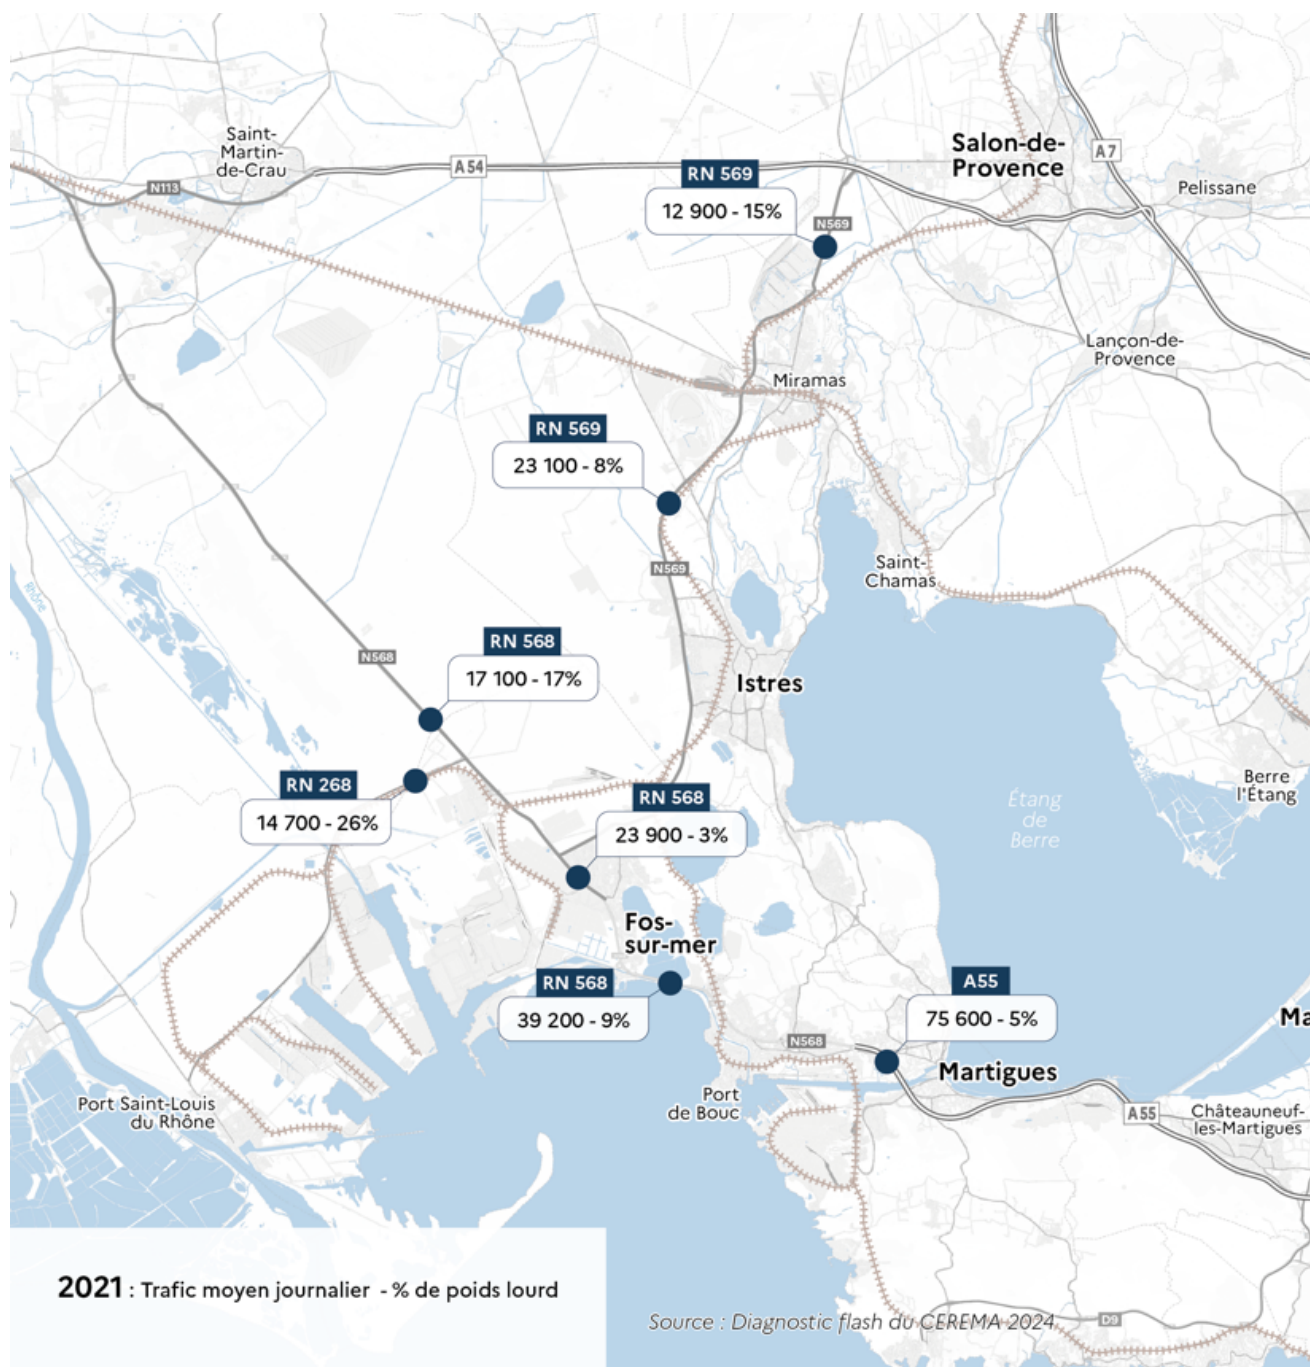 Saint-
Martin-
de-Crau
A 54
N113
RN 569
12 900 - 15%
N569
Salon-de-
Provence
A 7
Pelissane
Lançon-de-
Provence
Miramas
RN 569
23 100 - 8%
N569
Saint-
Chamas
Rhône
RN 568
17 100 - 17%
N568
Istres
RN 268
14 700 - 26%
RN 568
23 900 - 3%
Étang
de
Berre
Berre
l'Étang
Fos-
sur-mer
RN 568
39 200 - 9%
A55
75 600 - 5%
Ma
N568
Martigues
Port
de Bouc
Port Saint-Louis
du Rhône
A 55
Châteauneuf-
les-Martigues
2021 : Trafic moyen journalier - % de poids lourd
Source : Diagnostic flash du CEREMA 2024
D9